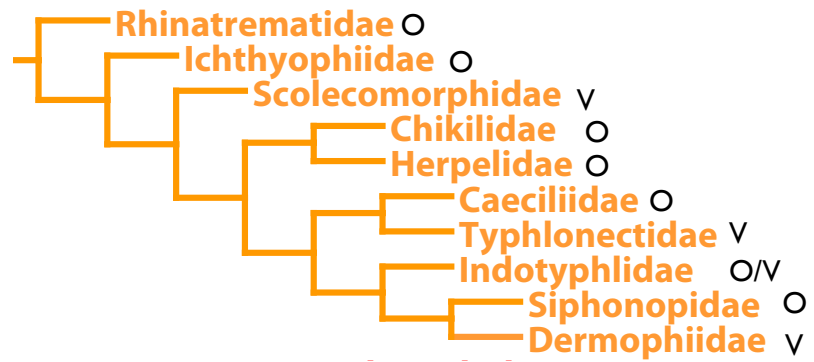 Rhinatrematidae O
Ichthyophiidae O
Scolecomorphidae V
Chikilidae O
Herpelidae O
Caeciliidae O
Typhlonectidae V
Indotyphlidae O/V
Siphonopidae O
Dermophiidae V